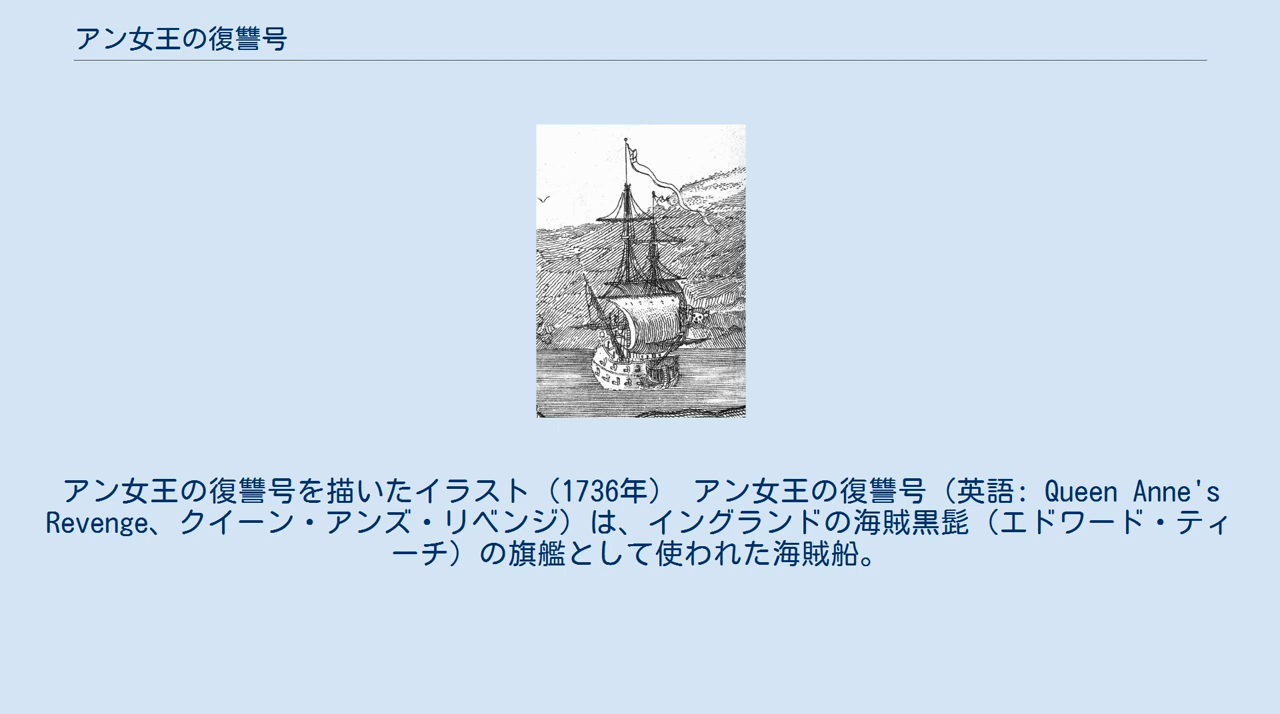 アン女王の復讐号
アン女王の復讐号を描いたイラスト（1736年） アン女王の復讐号（英語: Queen Anne's
Revenge、クイーン・アンズ・リベンジ）は、イングランドの海賊黒髭（エドワード・ティ
ーチ）の旗艦として使われた海賊船。